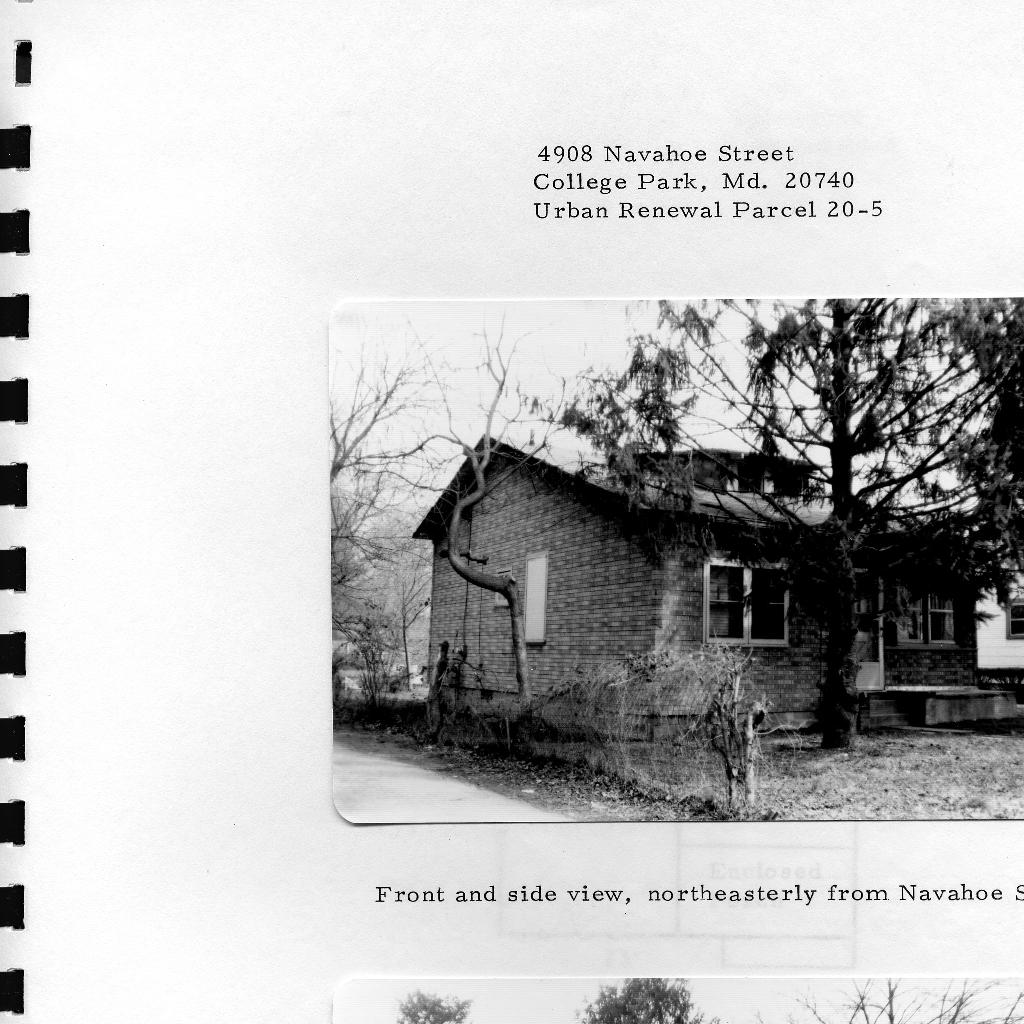 4908 Navahoe Street
College Park, Md. 20740
Urban Renewal Parcel 20-5
Enclosed
Front and side view, northeasterly from Navahoe